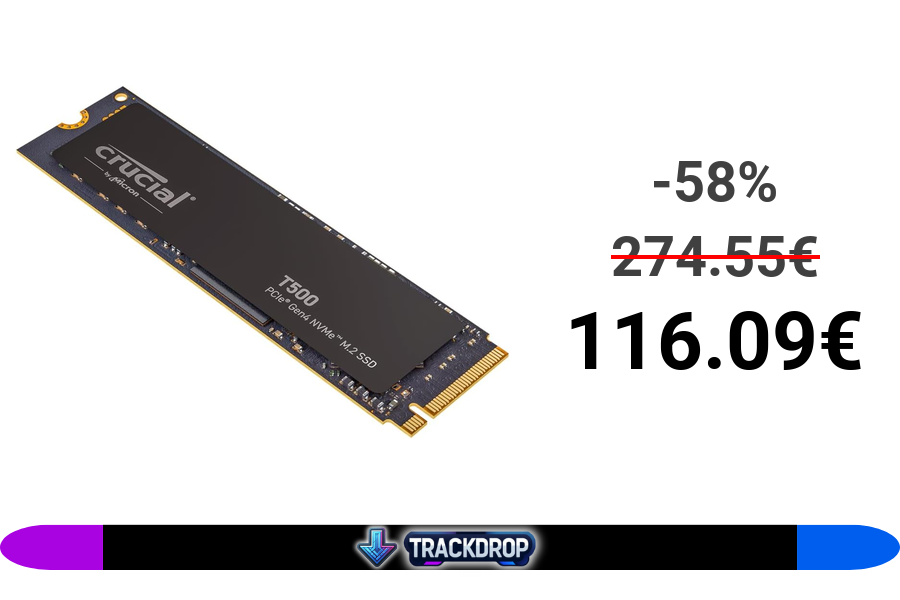 crucial®
by Micron
T500
PCIe® Gen4 NVMe™ M.2 SSD
-58%
274.55€
116.09€
TRACKDROP